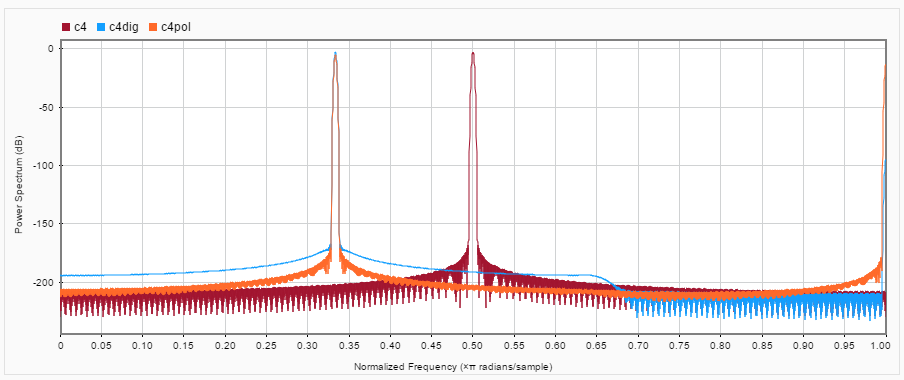 c4 c4dig c4pol
0
-50
-100
-150
-200
Power Spectrum (dB)
0 0.05 0.10 0.15 0.20 0.25 0.30 0.35 0.40 0.45 0.50 0.55 0.60 0.65 0.70 0.75 0.80 0.85 0.90 0.95 1.00
Normalized Frequency (×π radians/sample)